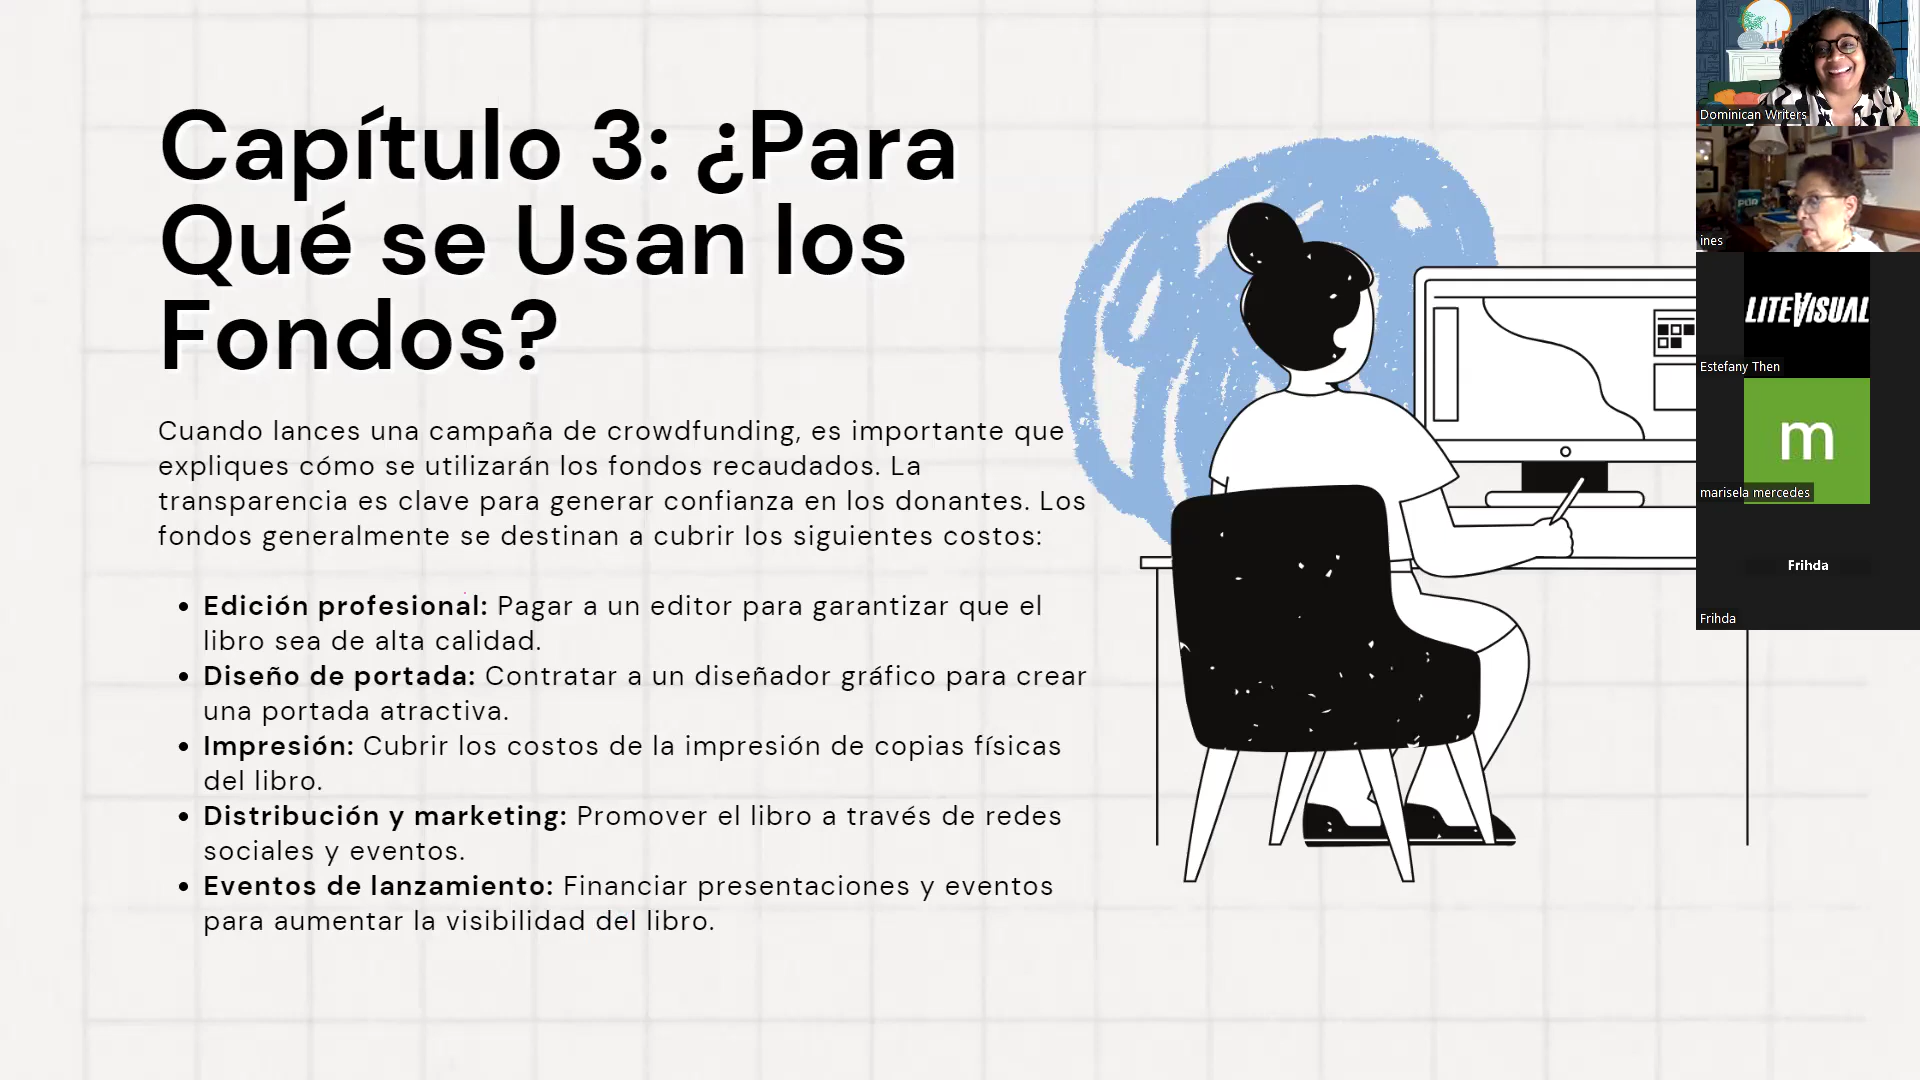 Capítulo 3: ¿Para
Qué se Usan los
Fondos?
Cuando lances una campaña de crowdfunding, es importante que
expliques cómo se utilizarán los fondos recaudados. La
transparencia es clave para generar confianza en los donantes. Los
fondos generalmente se destinan a cubrir los siguientes costos:
• Edición profesional: Pagar a un editor para garantizar que el
libro sea de alta calidad.
• Diseño de portada: Contratar a un diseñador gráfico para crear
una portada atractiva.
• Impresión: Cubrir los costos de la impresión de copias físicas
del libro.
• Distribución y marketing: Promover el libro a través de redes
sociales y eventos.
• Eventos de lanzamiento: Financiar presentaciones y eventos
para aumentar la visibilidad del libro.
Dominican Writers
ines
LITEVISUAL
Estefany Then
m
marisela mercedes
Frihda
Frihda